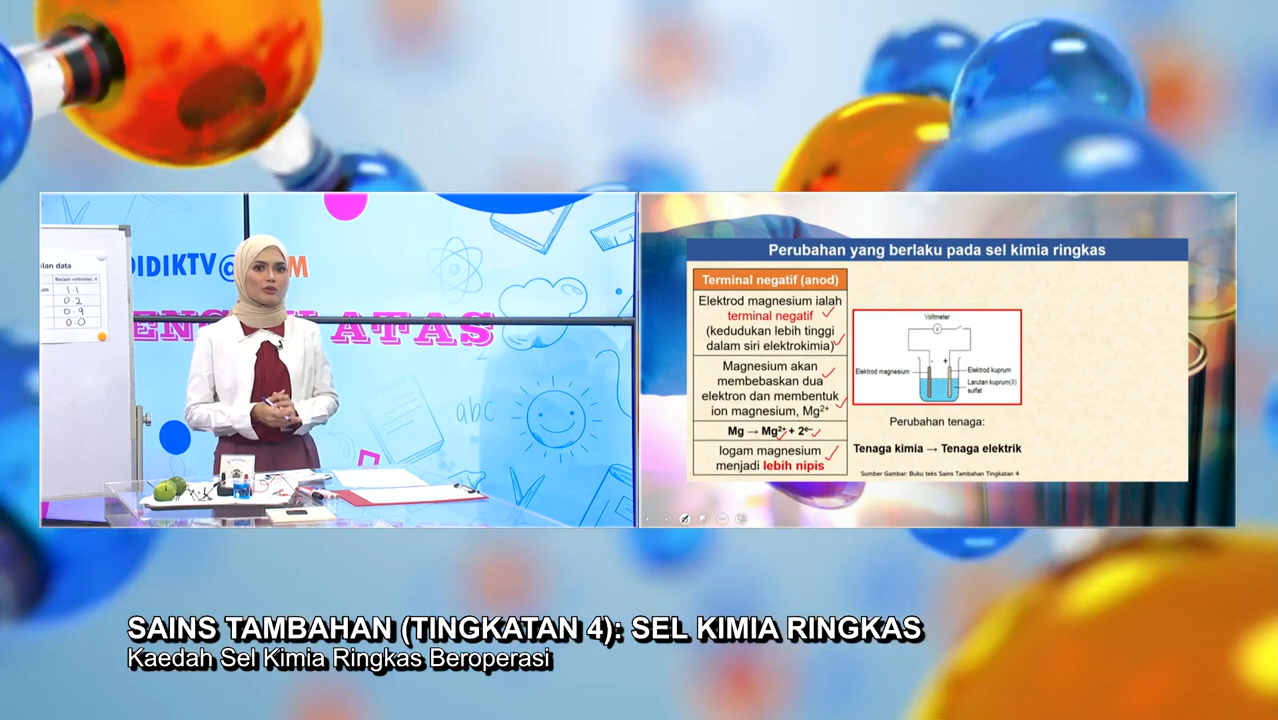 lan data
Bacaan voltmeter, V
1.1
0.2
0.9
0.0
DIDIKTV@
M
ATAS
abc
Perubahan yang berlaku pada sel kimia ringkas
Terminal negatif (anod)
Elektrod magnesium ialah
terminal negatif
(kedudukan lebih tinggi
dalam siri elektrokimia)
Magnesium akan
membebaskan dua
elektron dan membentuk
ion magnesium, Mg²⁺
Mg → Mg²⁺ + 2e⁻
logam magnesium
menjadi lebih nipis
Voltmeter
V
- +
Elektrod magnesium
Elektrod kuprum
Larutan kuprum(II)
sulfat
Perubahan tenaga:
Tenaga kimia → Tenaga elektrik
Sumber Gambar: Buku teks Sains Tambahan Tingkatan 4
SAINS TAMBAHAN (TINGKATAN 4): SEL KIMIA RINGKAS
Kaedah Sel Kimia Ringkas Beroperasi